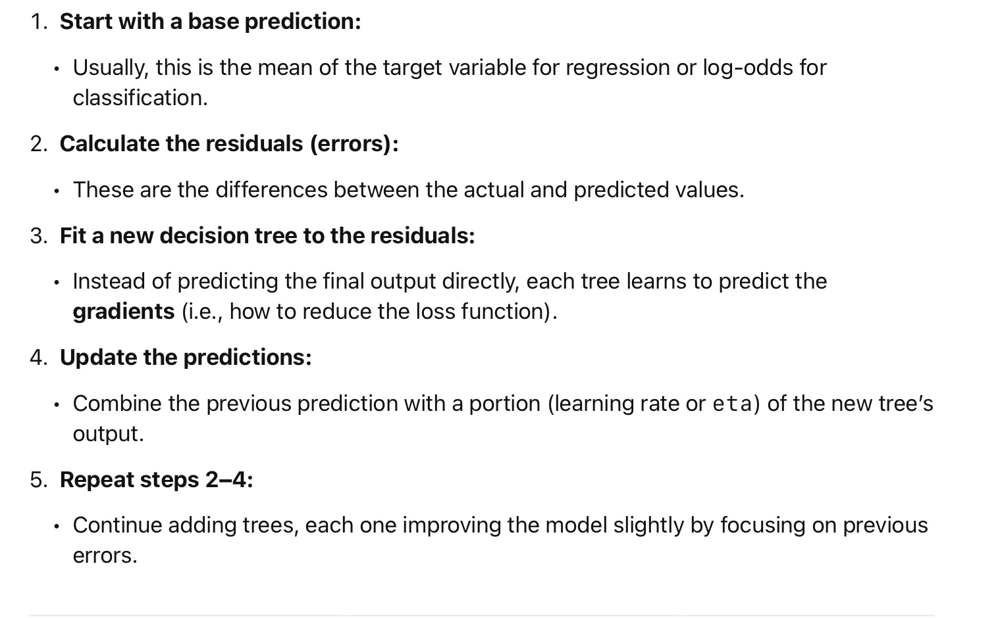 1. Start with a base prediction:
• Usually, this is the mean of the target variable for regression or log-odds for
classification.
2. Calculate the residuals (errors):
• These are the differences between the actual and predicted values.
3. Fit a new decision tree to the residuals:
• Instead of predicting the final output directly, each tree learns to predict the
gradients (i.e., how to reduce the loss function).
4. Update the predictions:
• Combine the previous prediction with a portion (learning rate or eta) of the new tree’s
output.
5. Repeat steps 2–4:
• Continue adding trees, each one improving the model slightly by focusing on previous
errors.